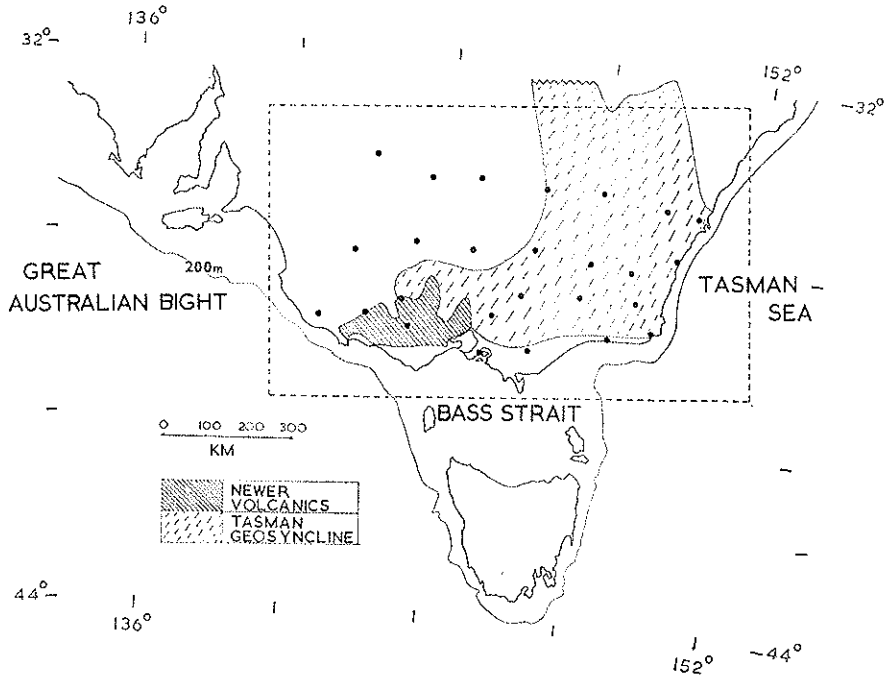 136°
152°
32°
32°
200m
GREAT
AUSTRALIAN BIGHT
TASMAN
SEA
BASS STRAIT
0 100 200 300
KM
NEWER
VOLCANICS
TASMAN
GEOSYNCLINE
44°
136°
152°
44°